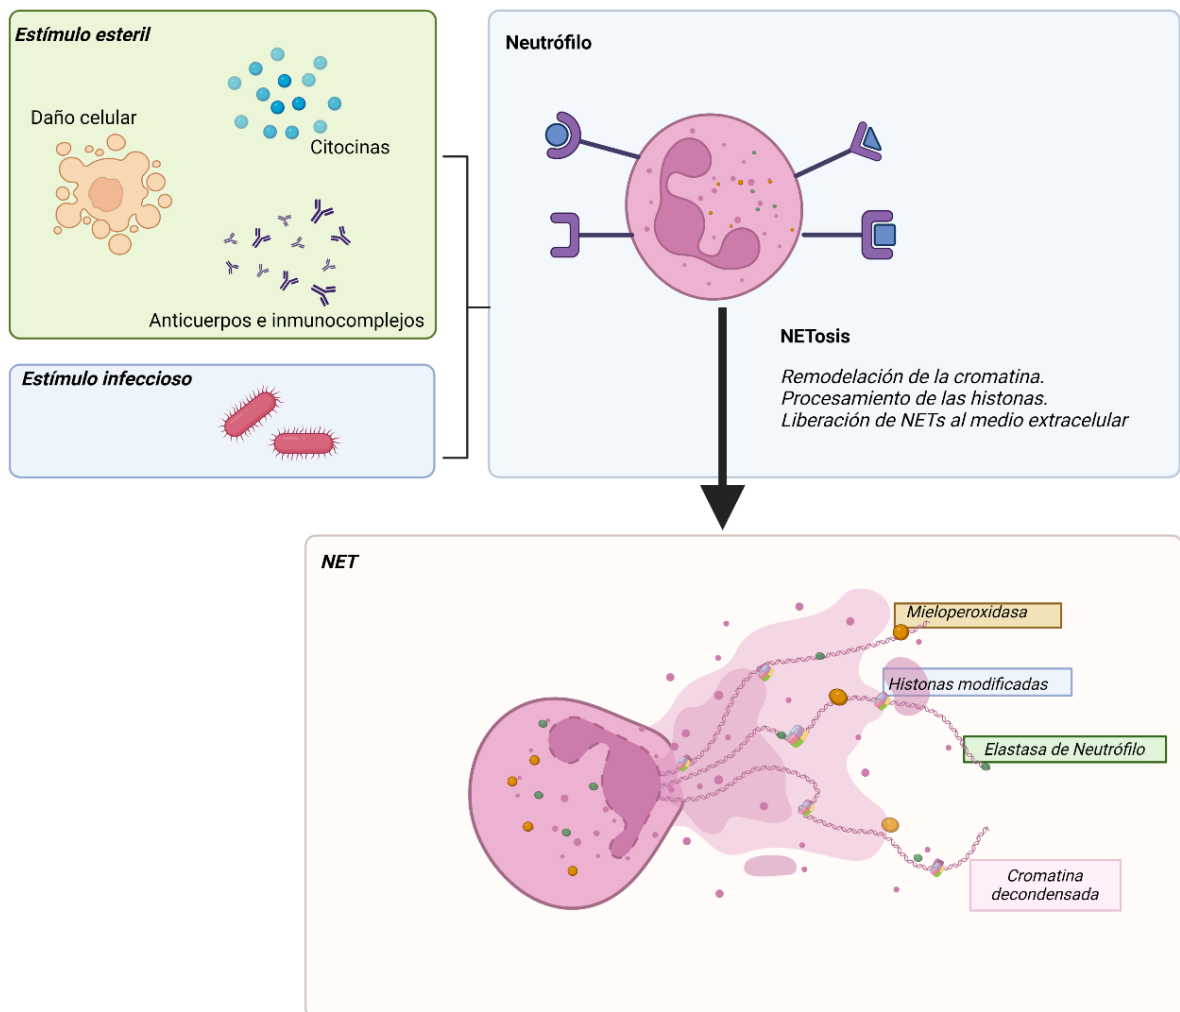 Estímulo esteril
Daño celular
Citocinas
Anticuerpos e inmunocomplejos
Estímulo infeccioso
Neutrófilo
NETosis
Remodelación de la cromatina.
Procesamiento de las histonas.
Liberación de NETs al medio extracelular
NET
Mieloperoxidasa
Histonas modificadas
Elastasa de Neutrófilo
Cromatina
decondensada